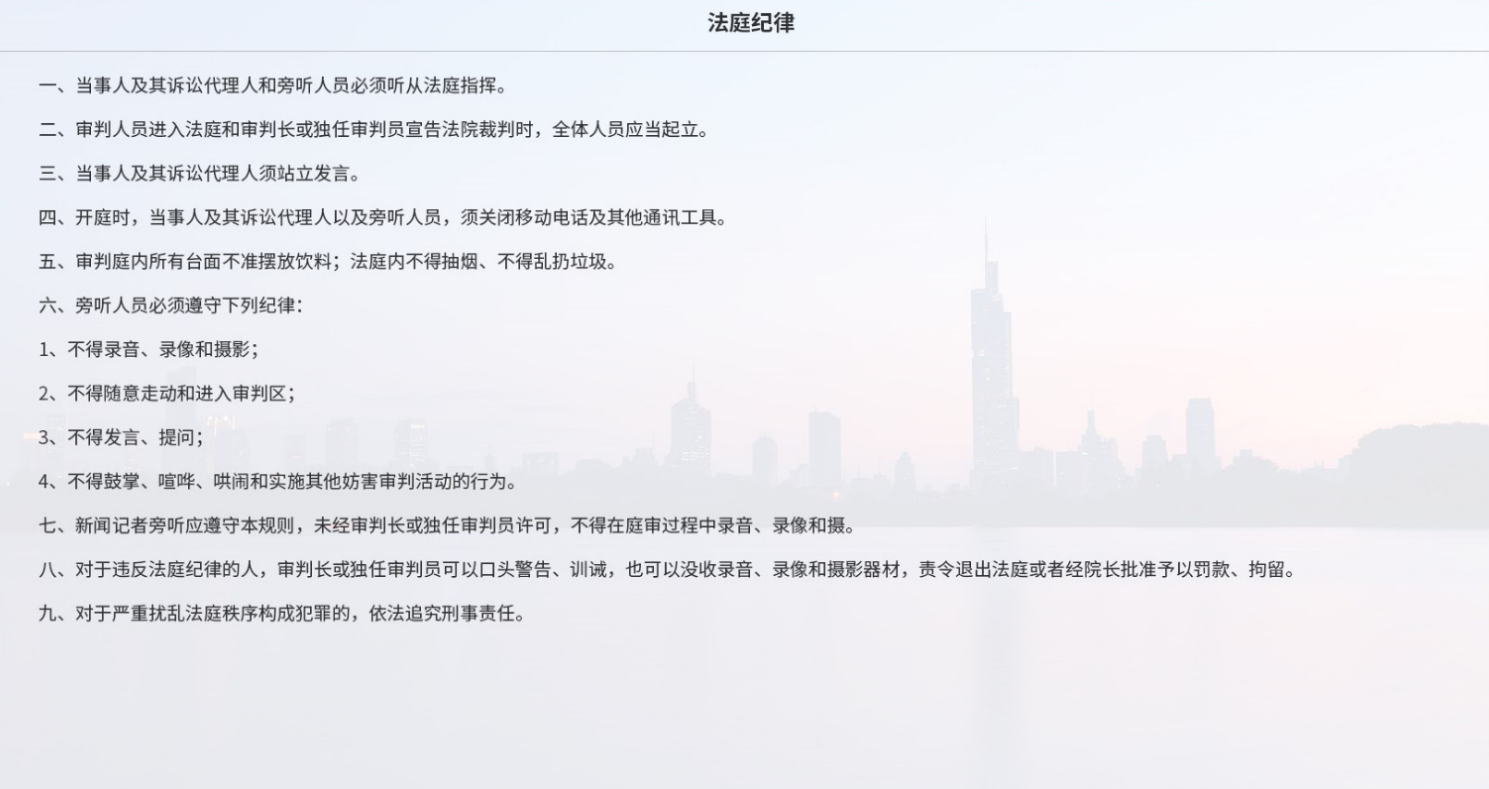 法庭纪律
一、当事人及其诉讼代理人和旁听人员必须听从法庭指挥。
二、审判人员进入法庭和审判长或独任审判员宣告法院裁判时，全体人员应当起立。
三、当事人及其诉讼代理人须站立发言。
四、开庭时，当事人及其诉讼代理人以及旁听人员，须关闭移动电话及其他通讯工具。
五、审判庭内所有台面不准摆放饮料；法庭内不得抽烟、不得乱扔垃圾。
六、旁听人员必须遵守下列纪律：
1、不得录音、录像和摄影；
2、不得随意走动和进入审判区；
3、不得发言、提问；
4、不得鼓掌、喧哗、哄闹和实施其他妨害审判活动的行为。
七、新闻记者旁听应遵守本规则，未经审判长或独任审判员许可，不得在庭审过程中录音、录像和摄。
八、对于违反法庭纪律的人，审判长或独任审判员可以口头警告、训诫，也可以没收录音、录像和摄影器材，责令退出法庭或者经院长批准予以罚款、拘留。
九、对于严重扰乱法庭秩序构成犯罪的，依法追究刑事责任。